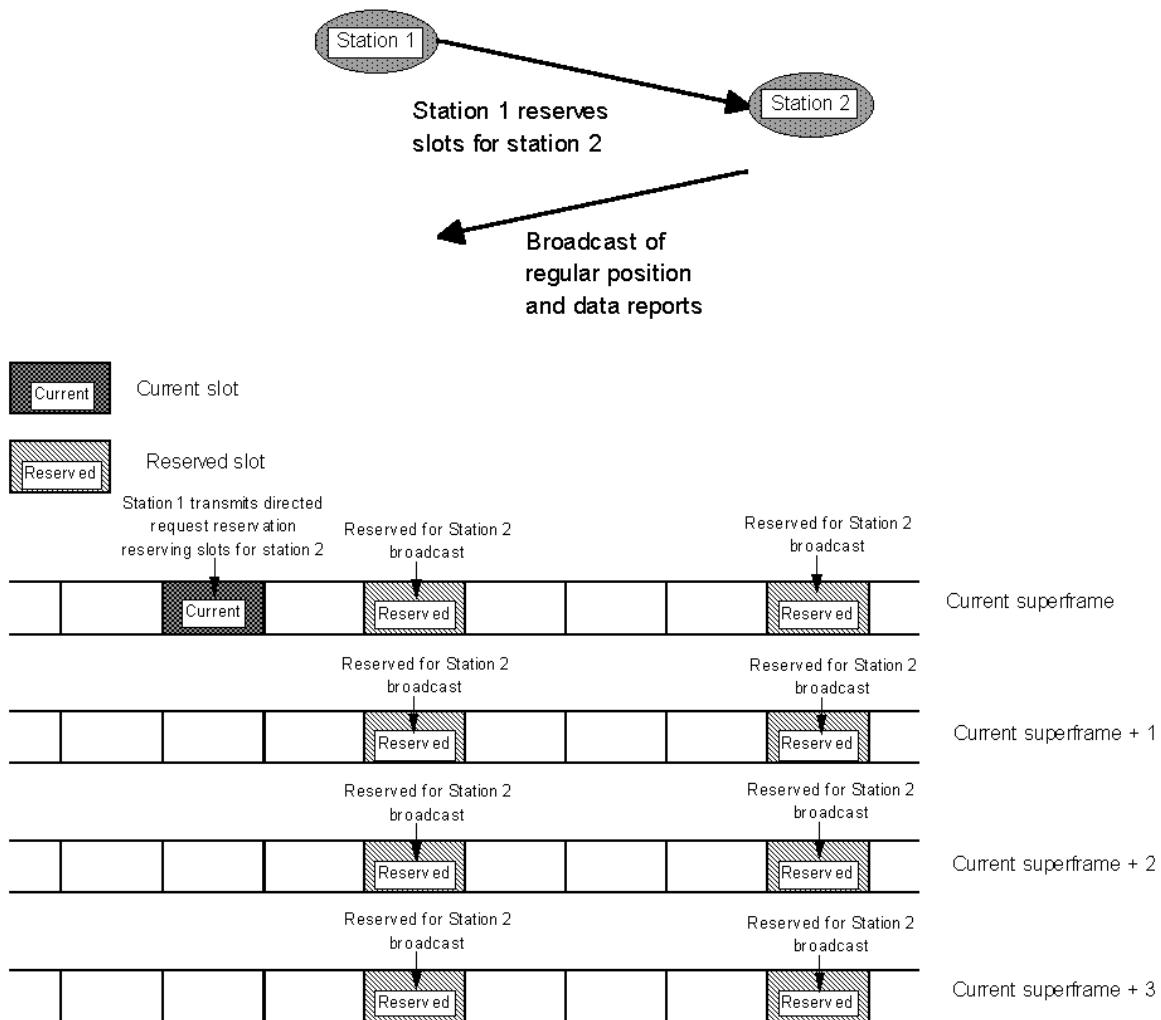 Station 1
Station 2
Station 1 reserves
slots for station 2
Broadcast of
regular position
and data reports
Current
Current slot
Reserved
Reserved slot
Station 1 transmits directed
request reservation
reserving slots for station 2
Reserved for Station 2
broadcast
Reserved for Station 2
broadcast
Current
Reserved
Reserved
Current superframe
Reserved for Station 2
broadcast
Reserved for Station 2
broadcast
Reserved
Reserved
Current superframe + 1
Reserved for Station 2
broadcast
Reserved for Station 2
broadcast
Reserved
Reserved
Current superframe + 2
Reserved for Station 2
broadcast
Reserved for Station 2
broadcast
Reserved
Reserved
Current superframe + 3